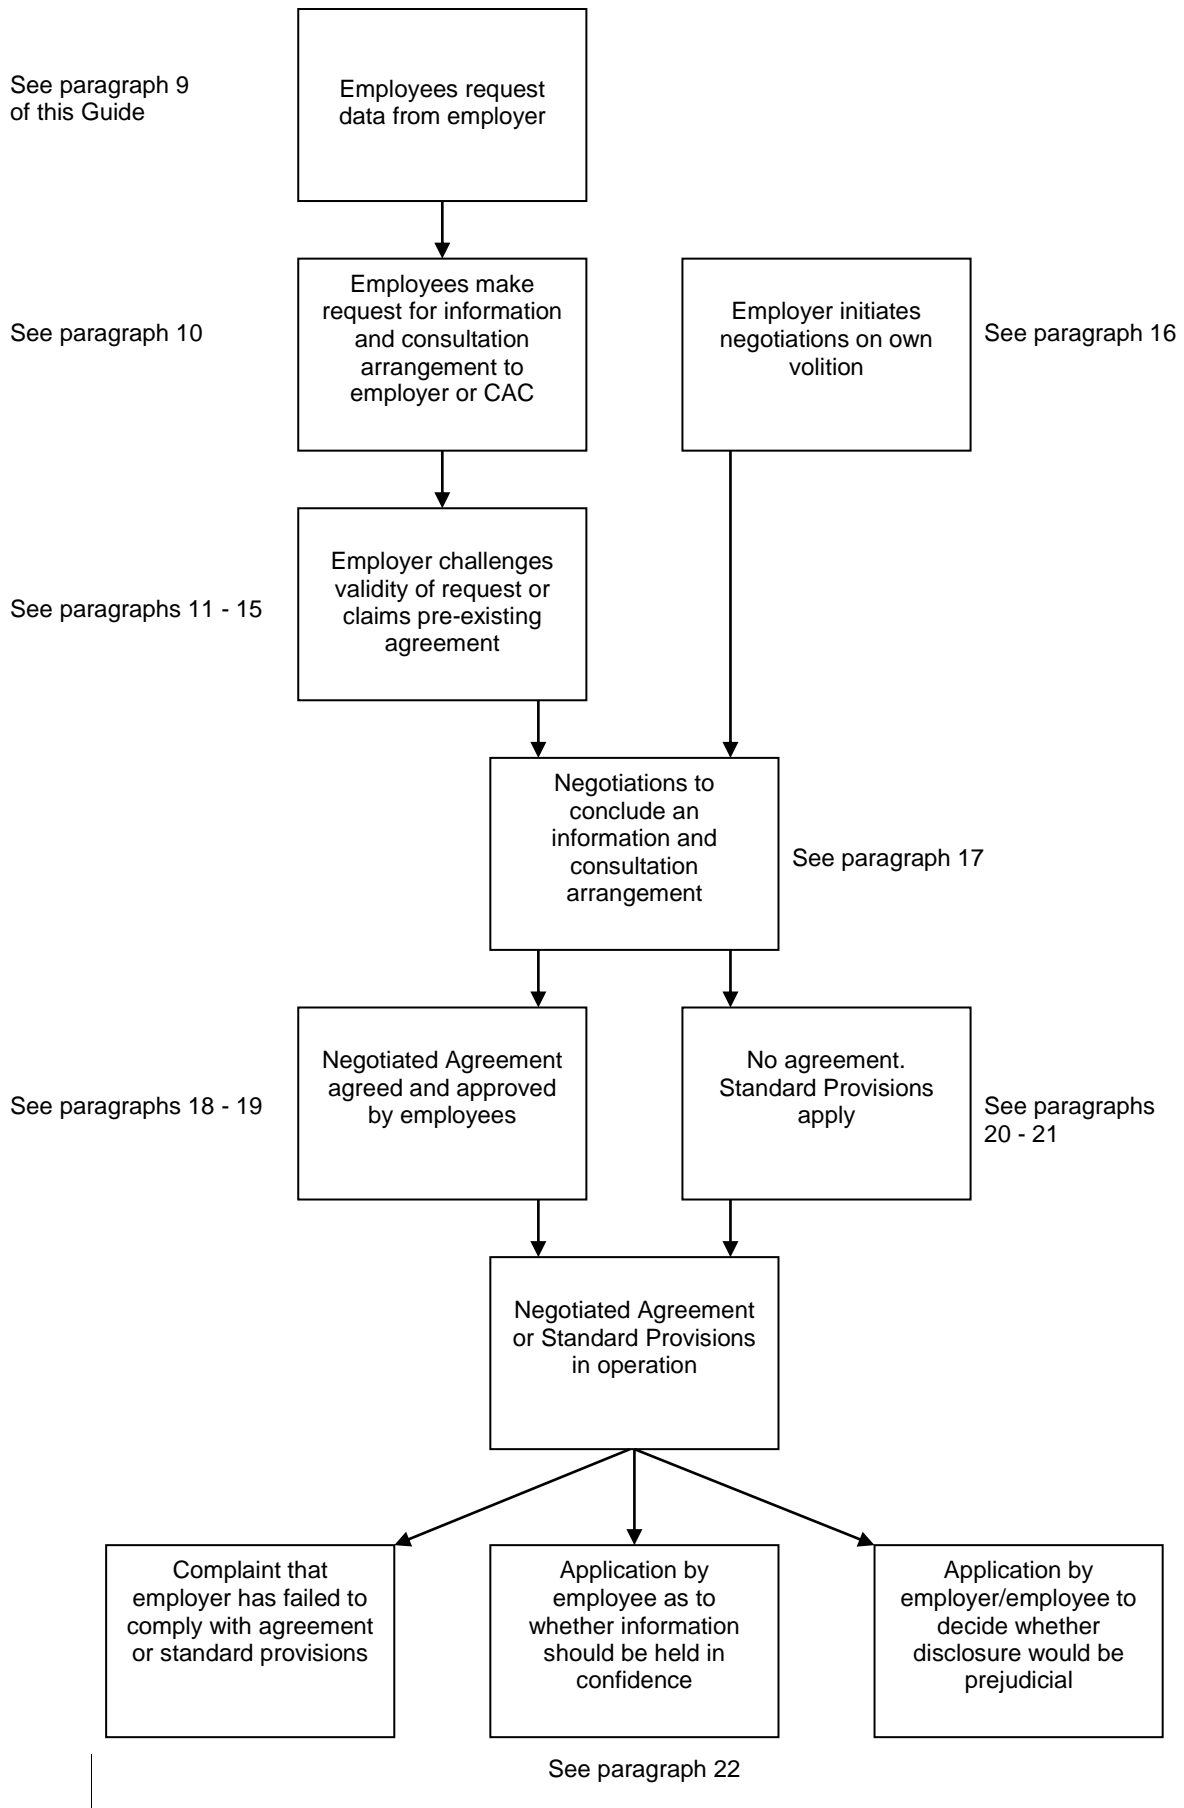 See paragraph 9
of this Guide
Employees request
data from employer
See paragraph 10
Employees make
request for information
and consultation
arrangement to
employer or CAC
Employer initiates
negotiations on own
volition
See paragraph 16
See paragraphs 11 - 15
Employer challenges
validity of request or
claims pre-existing
agreement
Negotiations to
conclude an
information and
consultation
arrangement
See paragraph 17
See paragraphs 18 - 19
Negotiated Agreement
agreed and approved
by employees
No agreement.
Standard Provisions
apply
See paragraphs
20 - 21
Negotiated Agreement
or Standard Provisions
in operation
Complaint that
employer has failed to
comply with agreement
or standard provisions
Application by
employee as to
whether information
should be held in
confidence
Application by
employer/employee to
decide whether
disclosure would be
prejudicial
See paragraph 22